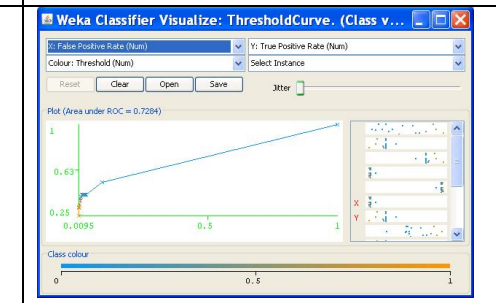 Weka Classifier Visualize: ThresholdCurve. (Class v...
X: False Positive Rate (Num) Y: True Positive Rate (Num)
Colour: Threshold (Num) Select Instance
Reset Clear Open Save Jitter
Plot (Area under ROC = 0.7284)
1
0.63
0.25
0.0095 0.5 1
X
Y
Class colour
0 0.5 1